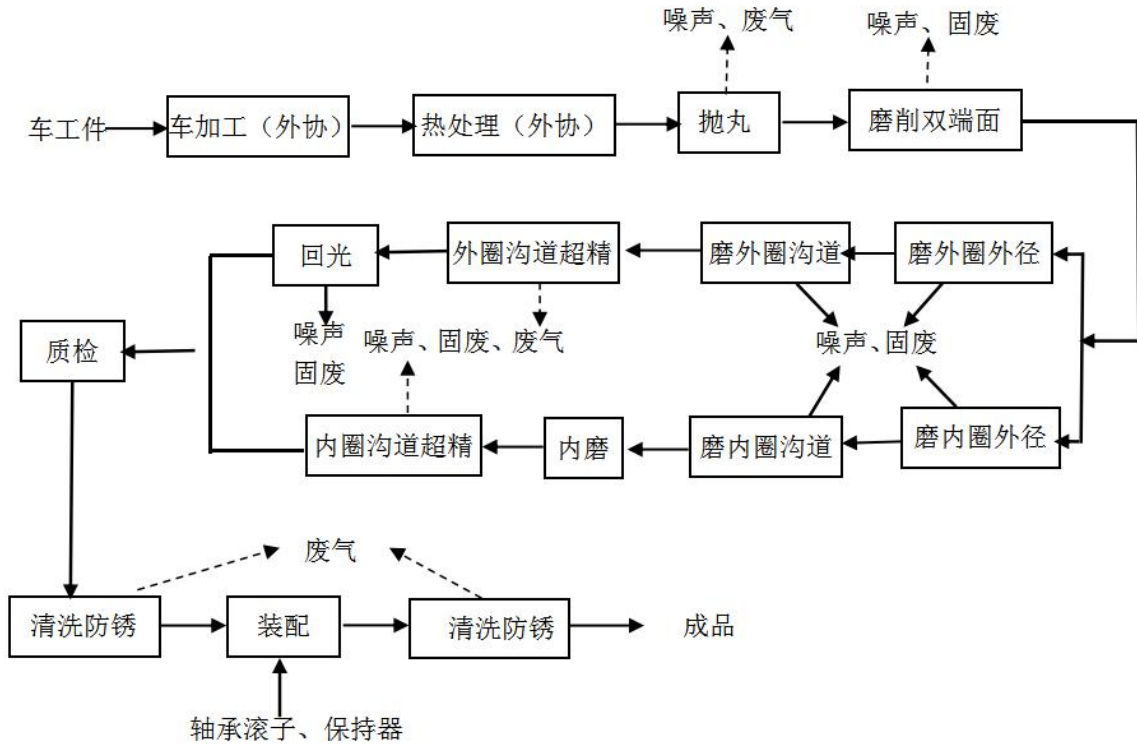 噪声、废气
噪声、固废
车工件
车加工（外协）
热处理（外协）
抛丸
磨削双端面
回光
外圈沟道超精
磨外圈沟道
磨外圈外径
噪声
固废
噪声、固废、废气
噪声、固废
质检
内圈沟道超精
内磨
磨内圈沟道
磨内圈外径
废气
清洗防锈
装配
清洗防锈
成品
轴承滚子、保持器